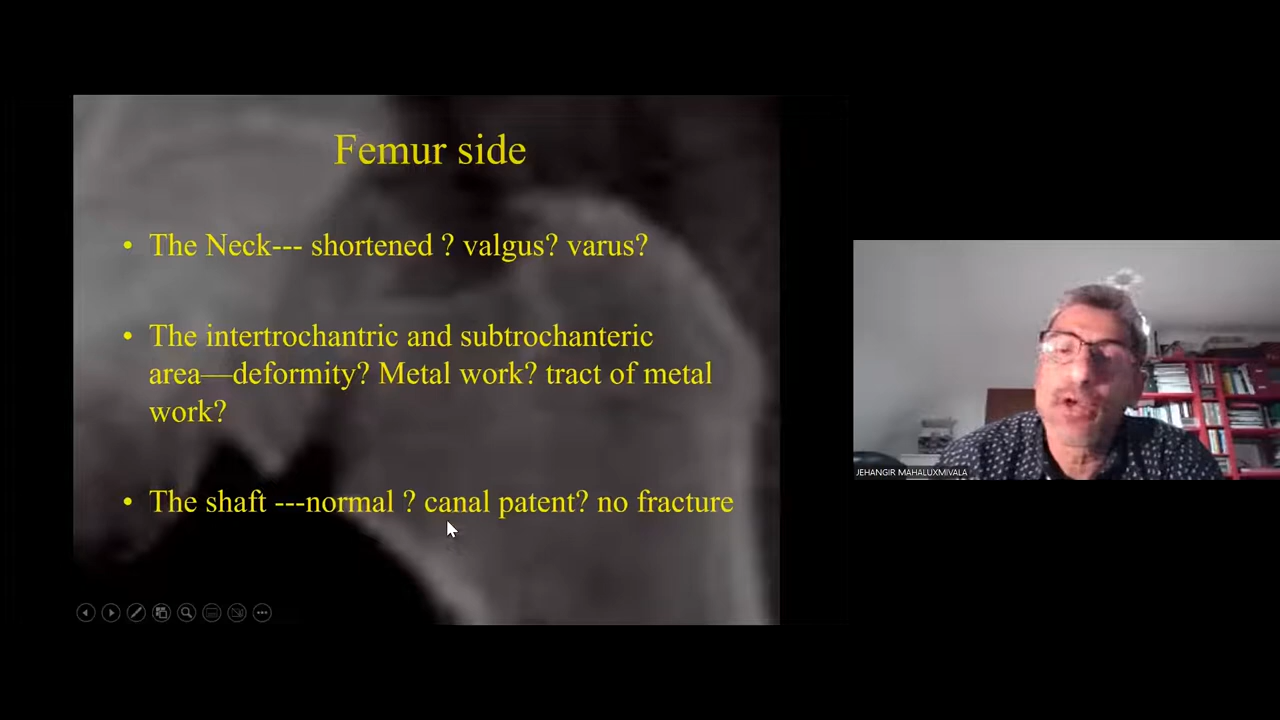 Femur side
• The Neck--- shortened ? valgus? varus?
• The intertrochantric and subtrochanteric
area—deformity? Metal work? tract of metal
work?
• The shaft ---normal ? canal patent? no fracture
JEHANGIR MAHALUXMIVALA